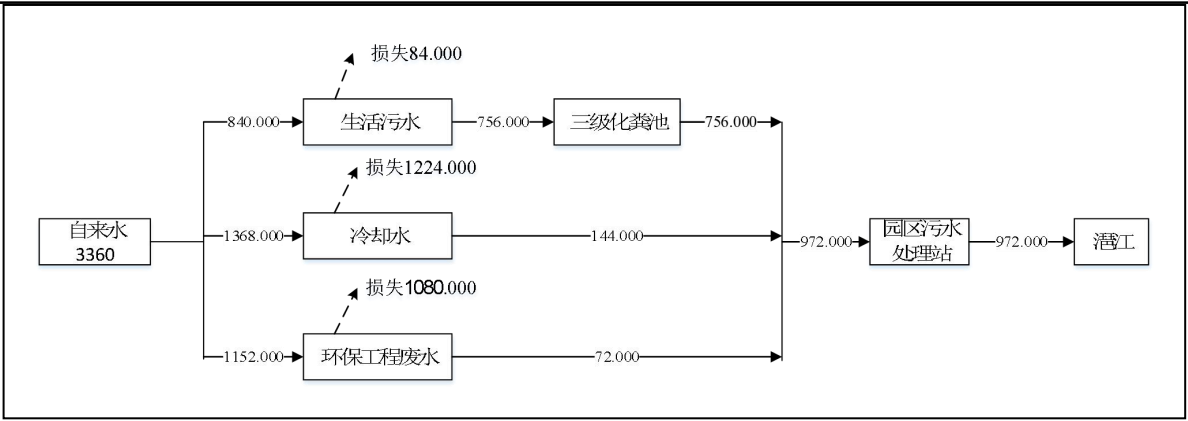 损失84.000
840.000
生活污水
756.000
三级化粪池
756.000
损失1224.000
自来水
3360
1368.000
冷却水
144.000
972.000
园区污水
处理站
972.000
潖江
损失1080.000
1152.000
环保工程废水
72.000